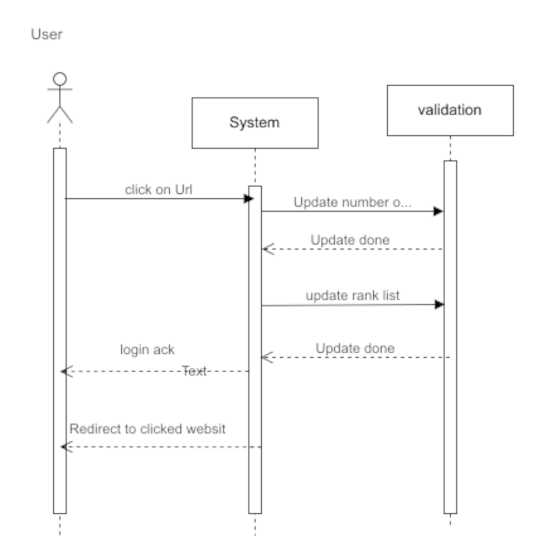 User
validation
System
click on Url
Update number o...
Update done
update rank list
Update done
login ack
Text
Redirect to clicked websit